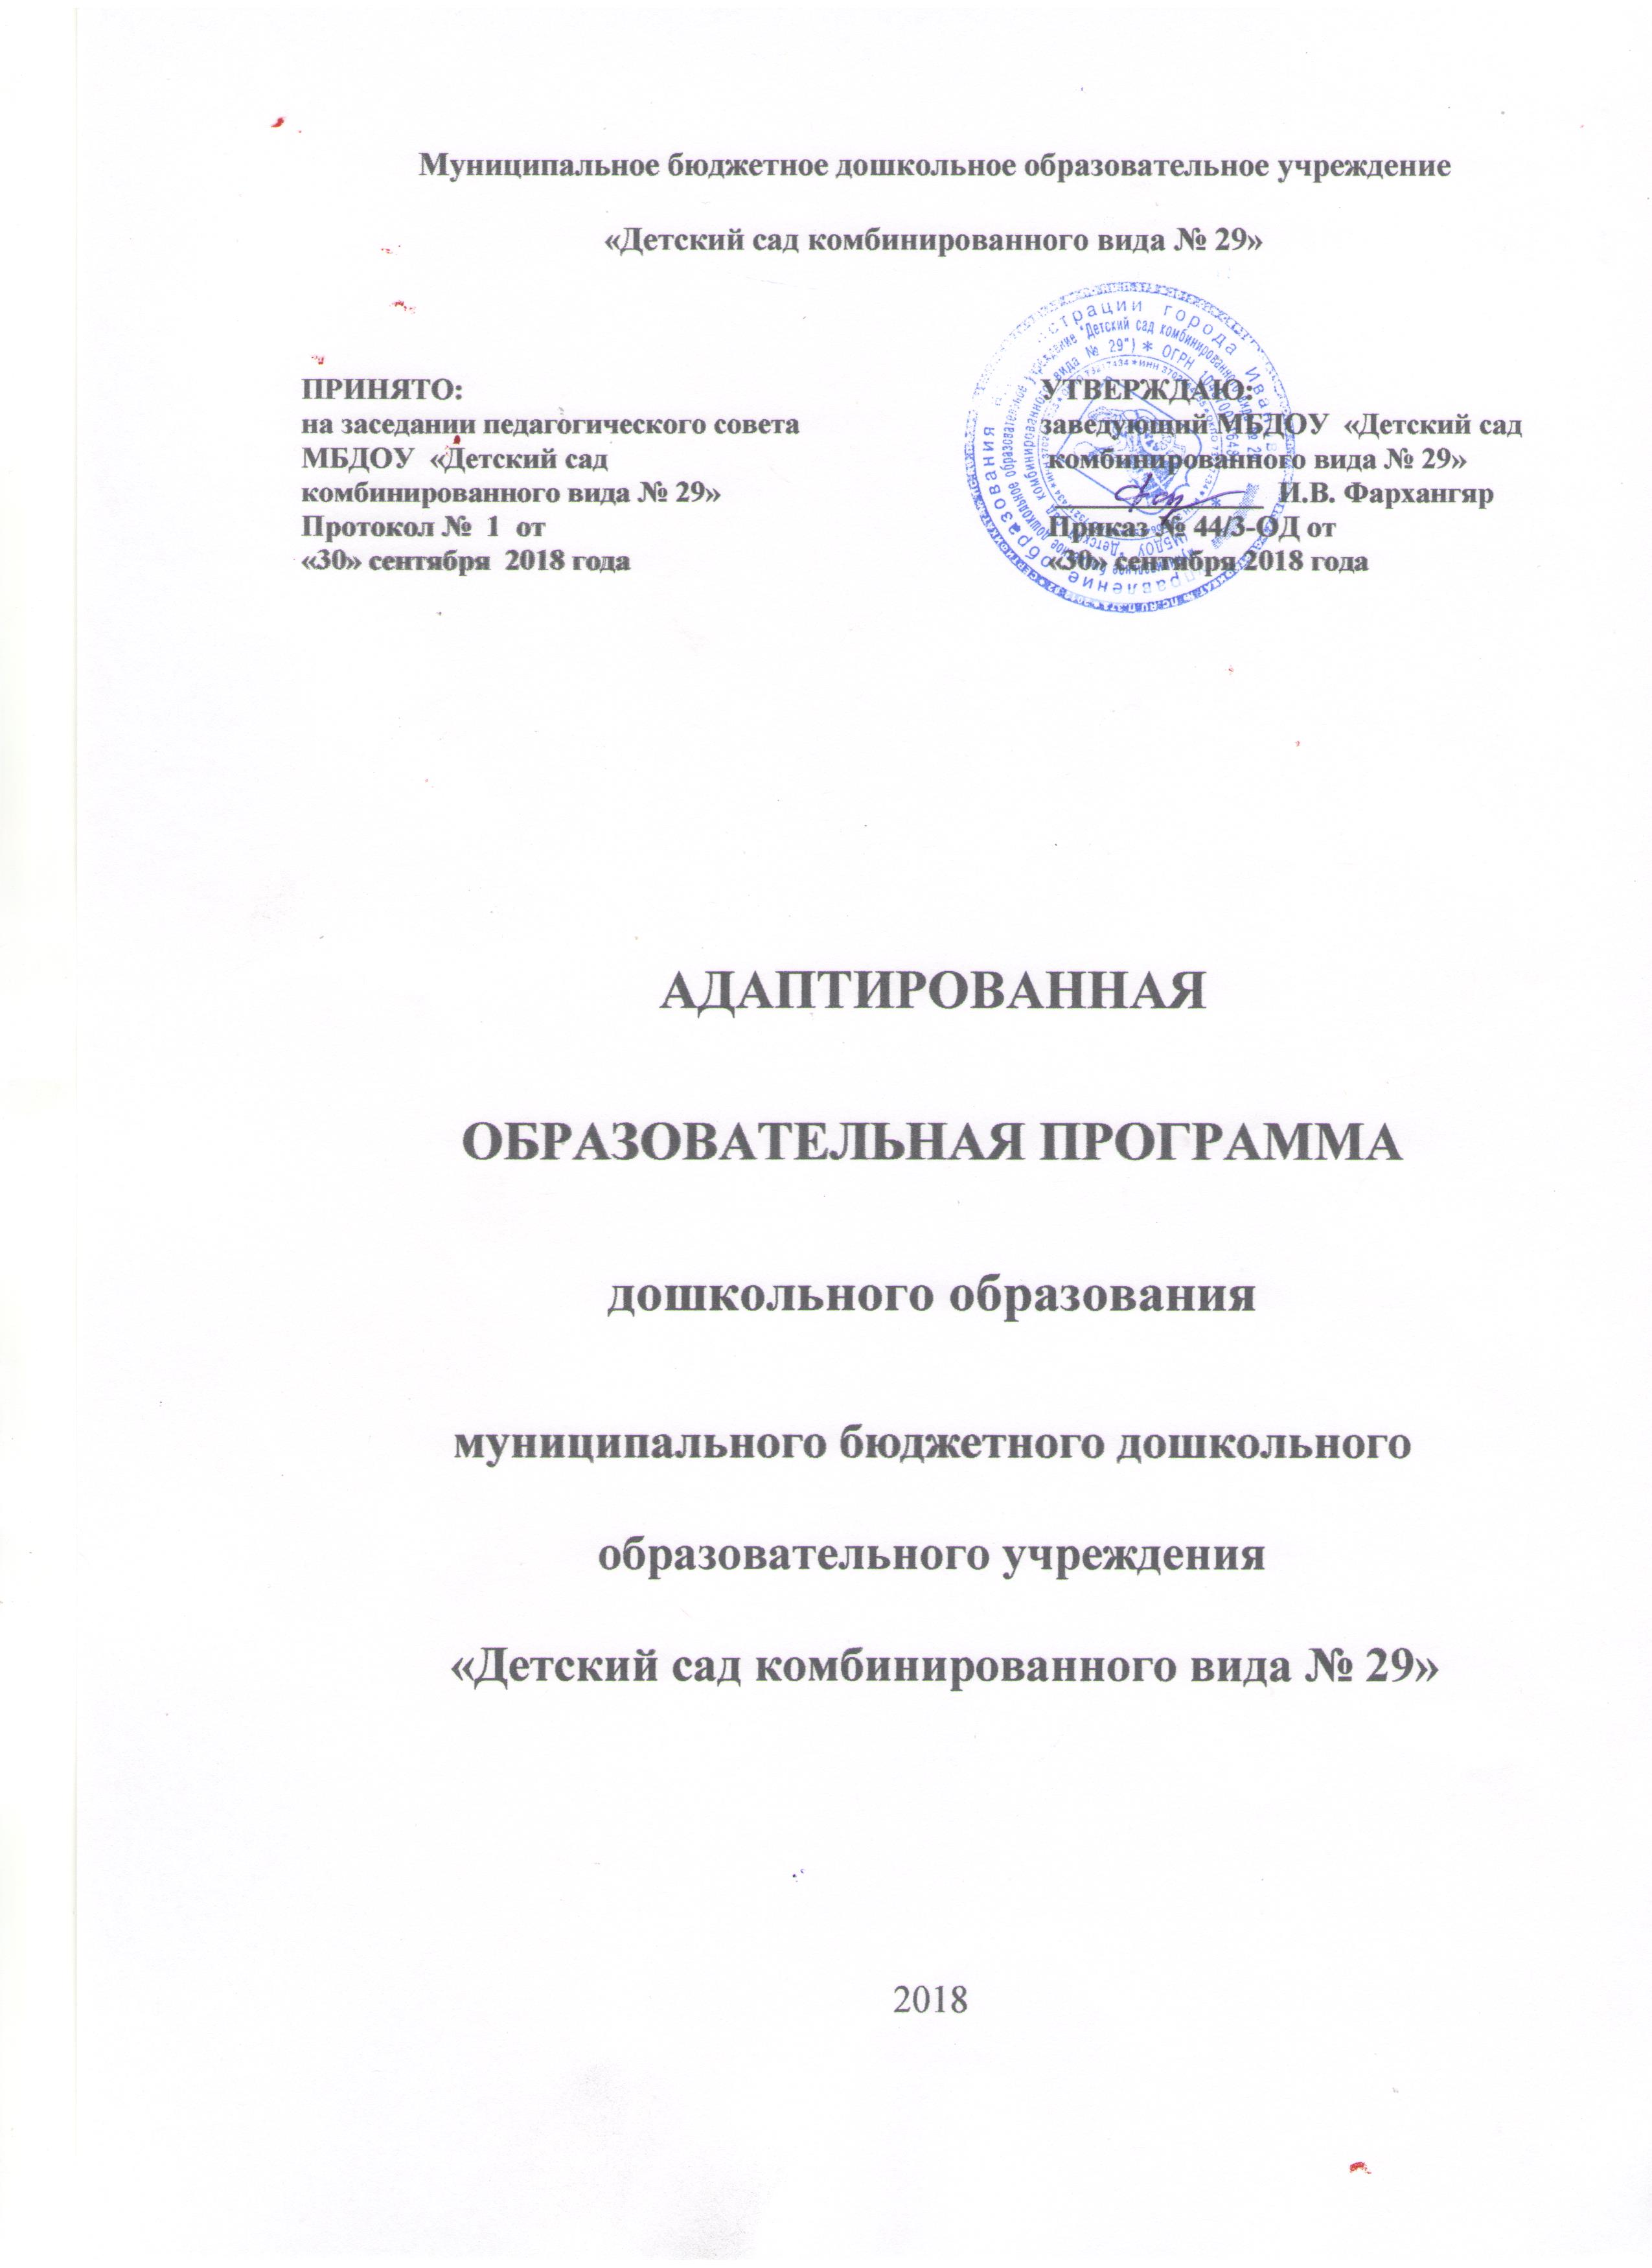 Муниципальное бюджетное дошкольное образовательное учреждение
«Детский сад комбинированного вида № 29»
ПРИНЯТО:
на заседании педагогического совета
МБДОУ «Детский сад
комбинированного вида № 29»
Протокол № 1 от
«30» сентября 2018 года
УТВЕРЖДАЮ:
заведующий МБДОУ «Детский сад
комбинированного вида № 29»
И.В. Фархангяр
Приказ № 44/3-ОД от
«30» сентября 2018 года
АДАПТИРОВАННАЯ
ОБРАЗОВАТЕЛЬНАЯ ПРОГРАММА
дошкольного образования
муниципального бюджетного дошкольного
образовательного учреждения
«Детский сад комбинированного вида № 29»
2018